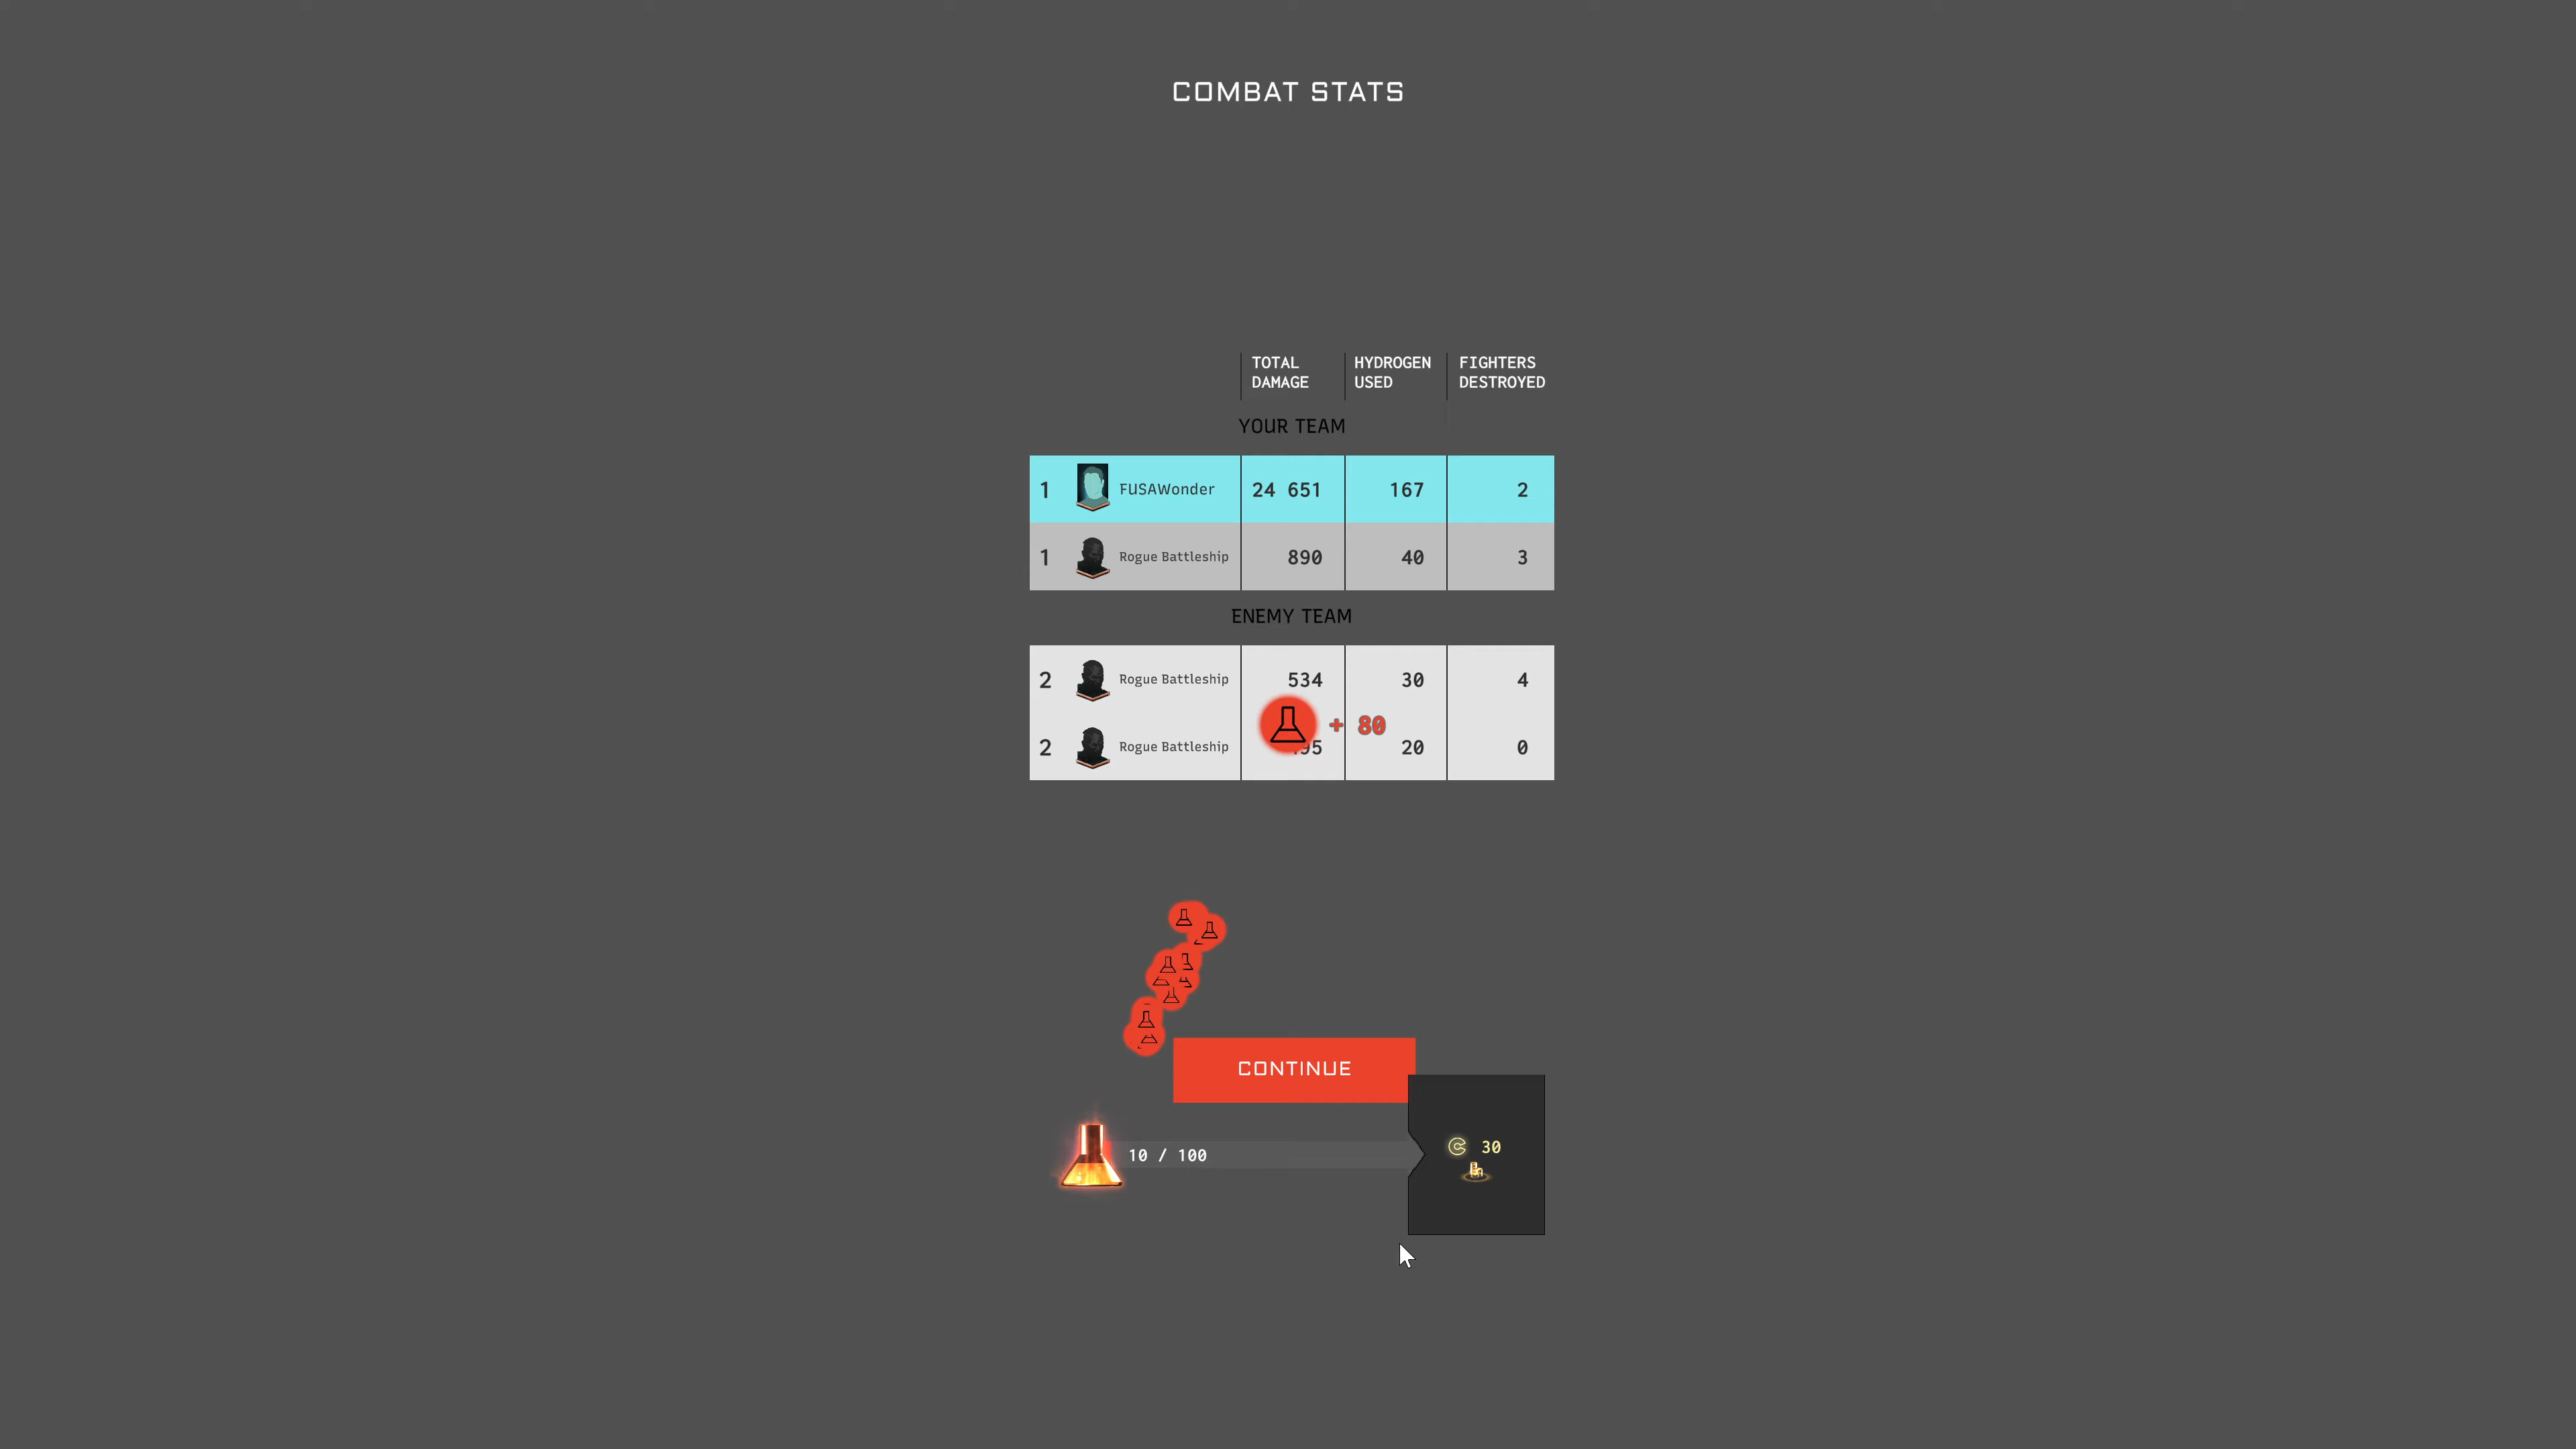 COMBAT STATS
TOTAL DAMAGE
HYDROGEN USED
FIGHTERS DESTROYED
YOUR TEAM
1 FUSAWonder 24 651 167 2
1 Rogue Battleship 890 40 3
ENEMY TEAM
2 Rogue Battleship 534 30 4
+ 80
2 Rogue Battleship 20 0
CONTINUE
10 / 100
30